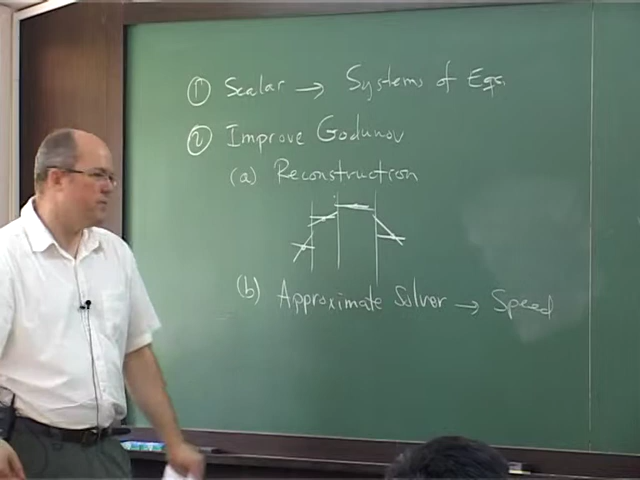 ① Scalar → Systems of Eqs.
② Improve Godunov
(a) Reconstruction
(b) Approximate Solver → Speed